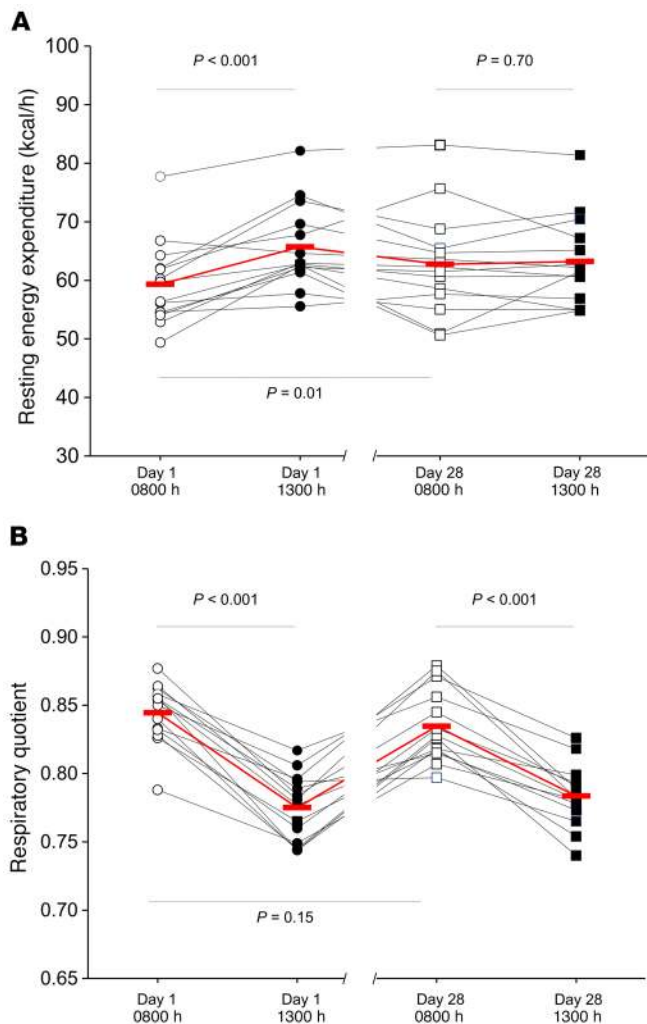 A
Resting energy expenditure (kcal/h)
100
90
80
70
60
50
40
30
P < 0.001
P = 0.70
P = 0.01
Day 1
0800 h
Day 1
1300 h
Day 28
0800 h
Day 28
1300 h
B
Respiratory quotient
0.95
0.90
0.85
0.80
0.75
0.70
0.65
P < 0.001
P < 0.001
P = 0.15
Day 1
0800 h
Day 1
1300 h
Day 28
0800 h
Day 28
1300 h